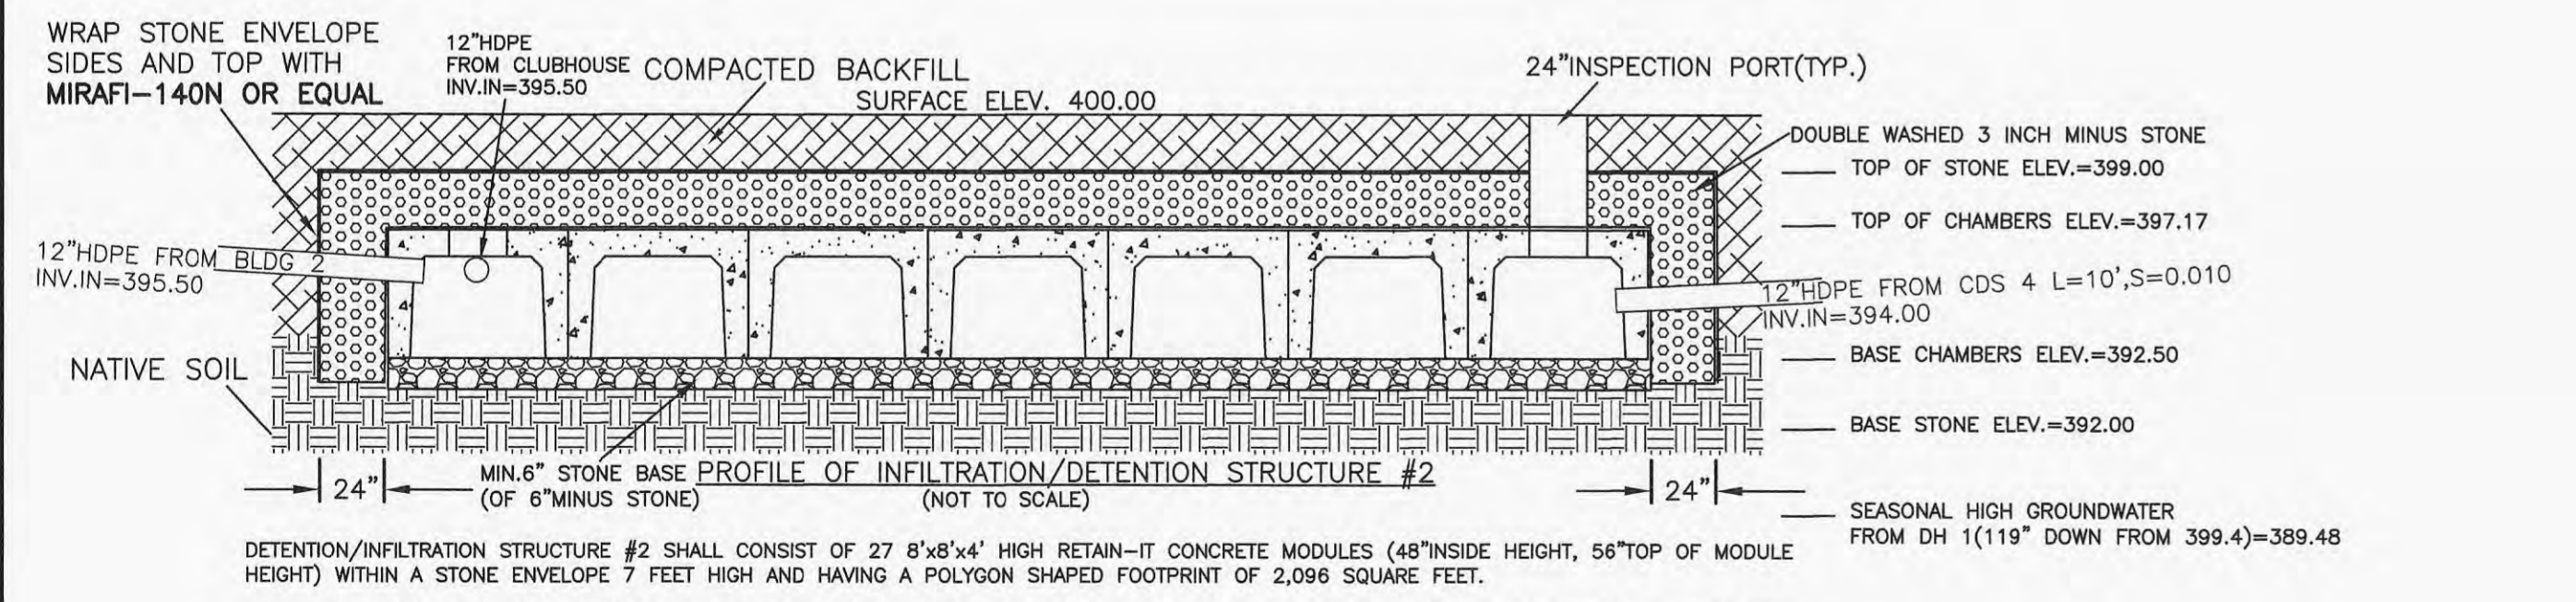 WRAP STONE ENVELOPE
SIDES AND TOP WITH
MIRAFI-140N OR EQUAL
12"HDPE
FROM CLUBHOUSE
INV.IN=395.50
COMPACTED BACKFILL
SURFACE ELEV. 400.00
24"INSPECTION PORT(TYP.)
DOUBLE WASHED 3 INCH MINUS STONE
TOP OF STONE ELEV.=399.00
TOP OF CHAMBERS ELEV.=397.17
12"HDPE FROM BLDG 2
INV.IN=395.50
12"HDPE FROM CDS 4 L=10',S=0.010
INV.IN=394.00
NATIVE SOIL
BASE CHAMBERS ELEV.=392.50
BASE STONE ELEV.=392.00
24"
MIN.6" STONE BASE
(OF 6"MINUS STONE)
PROFILE OF INFILTRATION/DETENTION STRUCTURE #2
(NOT TO SCALE)
24"
SEASONAL HIGH GROUNDWATER
FROM DH 1(119" DOWN FROM 399.4)=389.48
DETENTION/INFILTRATION STRUCTURE #2 SHALL CONSIST OF 27 8'x8'x4' HIGH RETAIN-IT CONCRETE MODULES (48"INSIDE HEIGHT, 56"TOP OF MODULE
HEIGHT) WITHIN A STONE ENVELOPE 7 FEET HIGH AND HAVING A POLYGON SHAPED FOOTPRINT OF 2,096 SQUARE FEET.